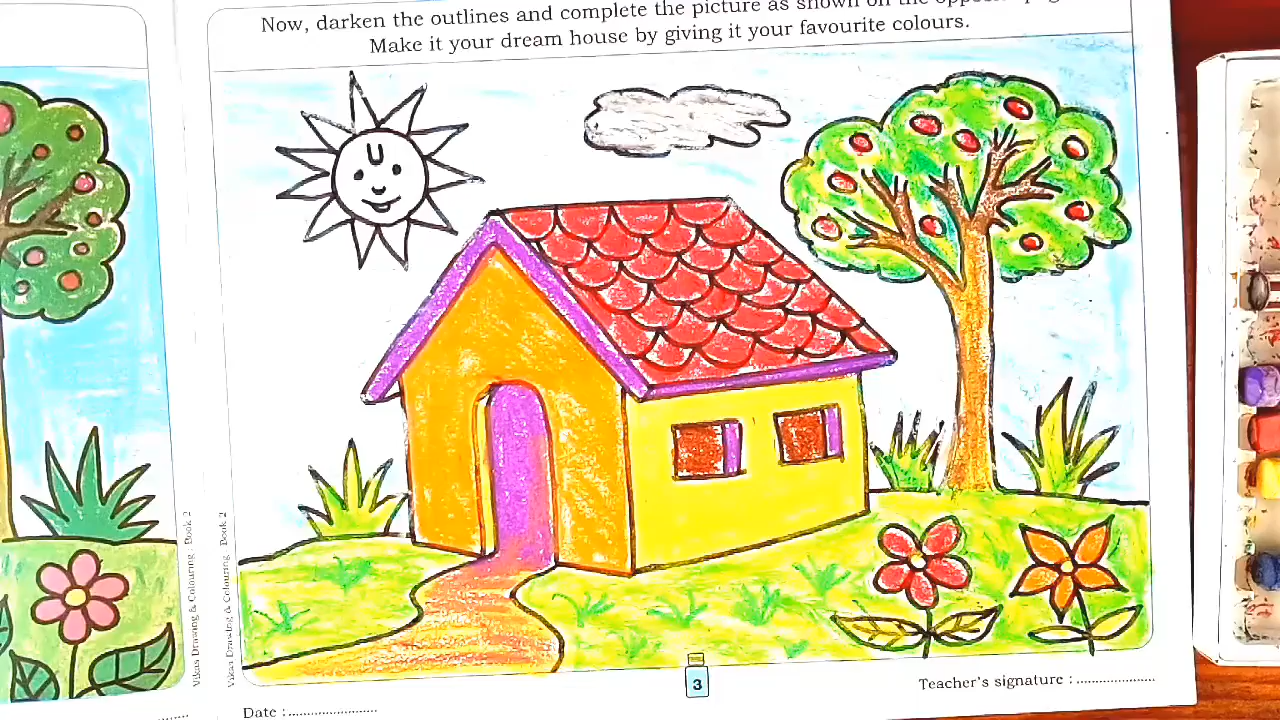 Now, darken the outlines and complete the picture as shown on the
Make it your dream house by giving it your favourite colours.
Vikas Drawing & Colouring - Book 2
Vikas Drawing & Colouring - Book 2
3
Teacher's signature :
Date :